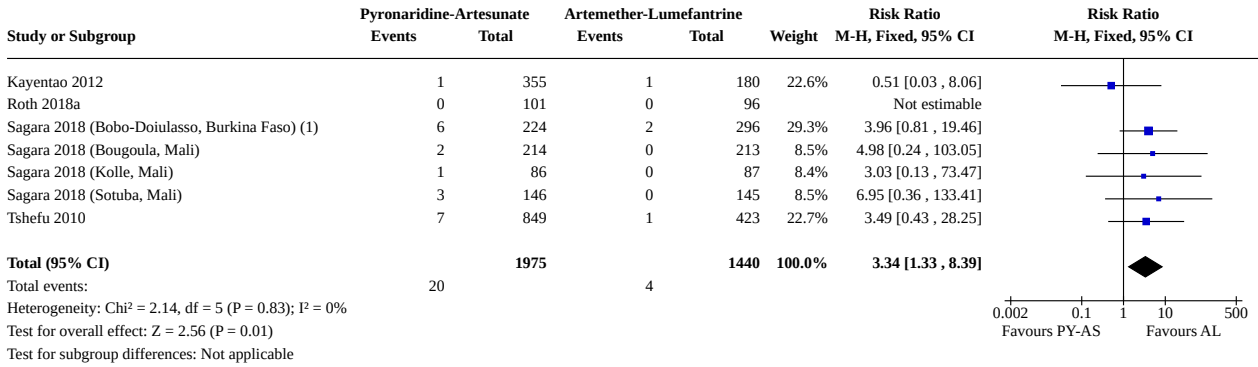 Pyronaridine-Artesunate Artemether-Lumefantrine Risk Ratio Risk Ratio
Study or Subgroup Events Total Events Total Weight M-H, Fixed, 95% CI M-H, Fixed, 95% CI
Kayentao 2012 1 355 1 180 22.6% 0.51 [0.03 , 8.06]
Roth 2018a 0 101 0 96 Not estimable
Sagara 2018 (Bobo-Doiulasso, Burkina Faso) (1) 6 224 2 296 29.3% 3.96 [0.81 , 19.46]
Sagara 2018 (Bougoula, Mali) 2 214 0 213 8.5% 4.98 [0.24 , 103.05]
Sagara 2018 (Kolle, Mali) 1 86 0 87 8.4% 3.03 [0.13 , 73.47]
Sagara 2018 (Sotuba, Mali) 3 146 0 145 8.5% 6.95 [0.36 , 133.41]
Tshefu 2010 7 849 1 423 22.7% 3.49 [0.43 , 28.25]
Total (95% CI) 1975 1440 100.0% 3.34 [1.33 , 8.39]
Total events: 20 4
Heterogeneity: Chi² = 2.14, df = 5 (P = 0.83); I² = 0%
Test for overall effect: Z = 2.56 (P = 0.01)
Test for subgroup differences: Not applicable
0.002 0.1 1 10 500
Favours PY-AS Favours AL